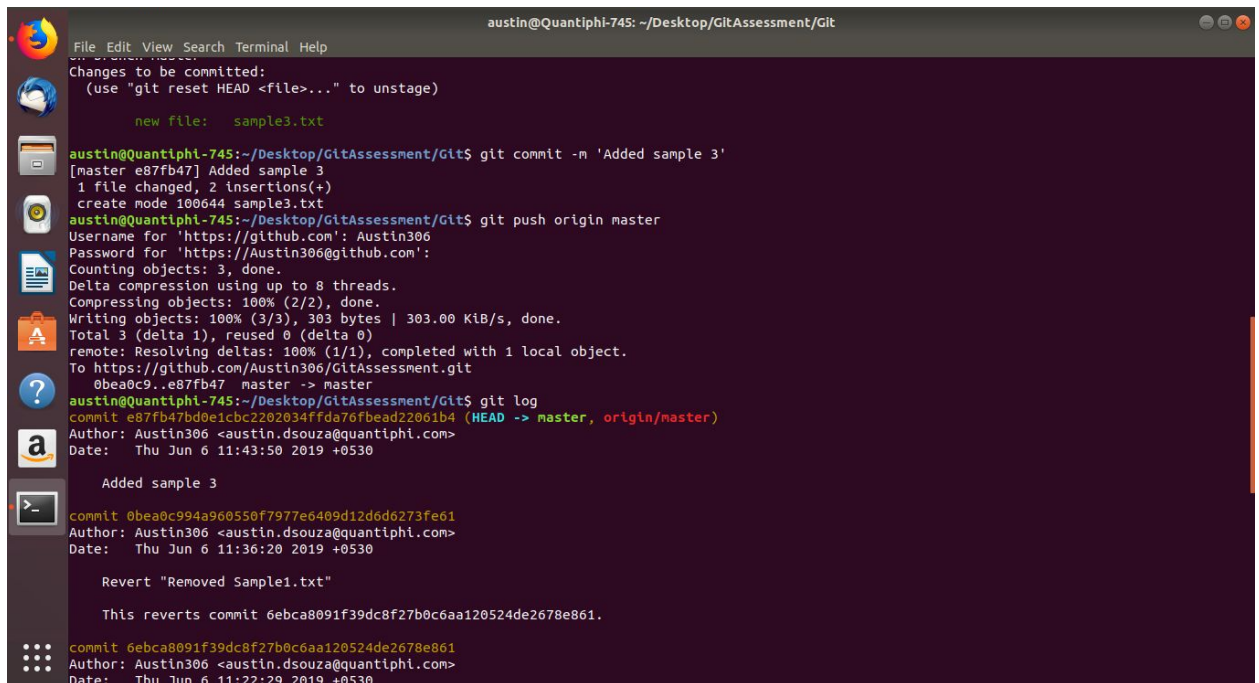 austin@Quantiphi-745: ~/Desktop/GitAssessment/Git
File Edit View Search Terminal Help
On branch master
Changes to be committed:
  (use "git reset HEAD <file>..." to unstage)
        new file:   sample3.txt
austin@Quantiphi-745:~/Desktop/GitAssessment/Git$ git commit -m 'Added sample 3'
[master e87fb47] Added sample 3
 1 file changed, 2 insertions(+)
 create mode 100644 sample3.txt
austin@Quantiphi-745:~/Desktop/GitAssessment/Git$ git push origin master
Username for 'https://github.com': Austin306
Password for 'https://Austin306@github.com':
Counting objects: 3, done.
Delta compression using up to 8 threads.
Compressing objects: 100% (2/2), done.
Writing objects: 100% (3/3), 303 bytes | 303.00 KiB/s, done.
Total 3 (delta 1), reused 0 (delta 0)
remote: Resolving deltas: 100% (1/1), completed with 1 local object.
To https://github.com/Austin306/GitAssessment.git
   0bea0c9..e87fb47  master -> master
austin@Quantiphi-745:~/Desktop/GitAssessment/Git$ git log
commit e87fb47bd0e1cbc2202034ffda76fbead22061b4 (HEAD -> master, origin/master)
Author: Austin306 <austin.dsouza@quantiphi.com>
Date:   Thu Jun 6 11:43:50 2019 +0530
    Added sample 3
commit 0bea0c994a960550f7977e6409d12d6d6273fe61
Author: Austin306 <austin.dsouza@quantiphi.com>
Date:   Thu Jun 6 11:36:20 2019 +0530
    Revert "Removed Sample1.txt"
    This reverts commit 6ebca8091f39dc8f27b0c6aa120524de2678e861.
commit 6ebca8091f39dc8f27b0c6aa120524de2678e861
Author: Austin306 <austin.dsouza@quantiphi.com>
Date:   Thu Jun 6 11:22:29 2019 +0530